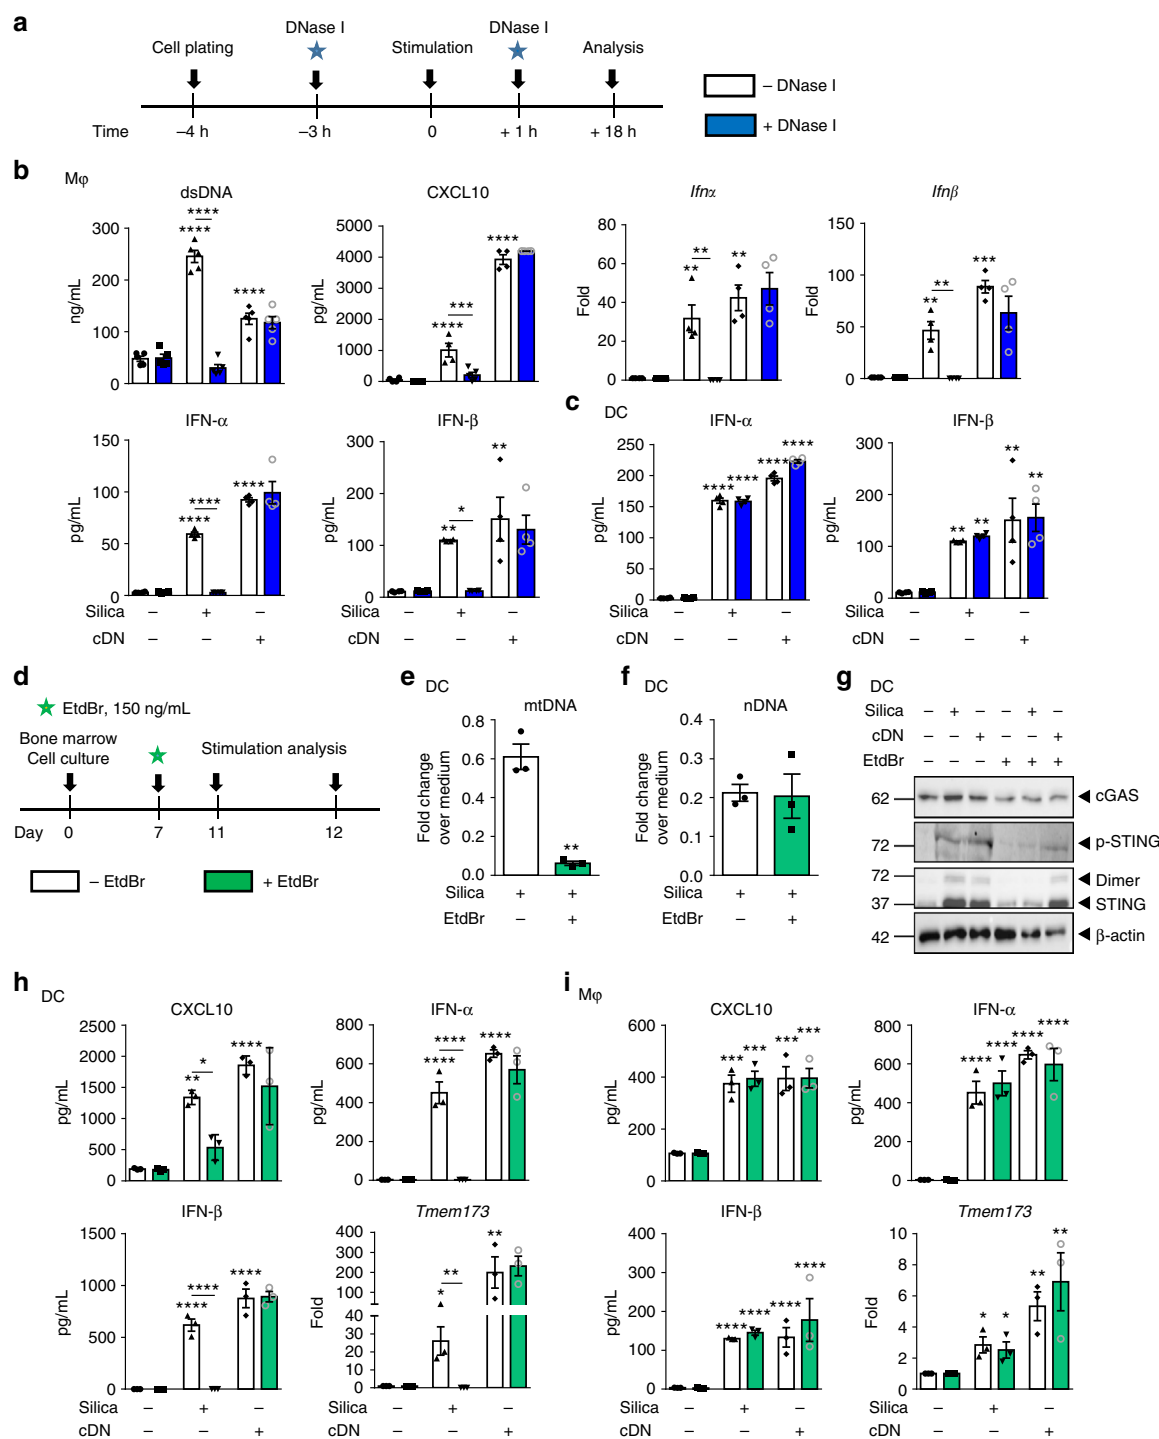 a
DNase I DNase I
Cell plating Stimulation Analysis
– DNase I
+ DNase I
Time –4 h –3 h 0 + 1 h + 18 h
b
Mφ
dsDNA
ng/mL
300
200
100
0
**** **** ****
CXCL10
pg/mL
5000
4000
3000
2000
1000
0
**** *** ****
Ifnα
Fold
80
60
40
20
0
** ** **
Ifnβ
Fold
150
100
50
0
** ** ***
IFN-α
pg/mL
150
100
50
0
**** **** ****
IFN-β
pg/mL
300
200
100
0
** * **
Silica – + –
cDN – – +
c
DC
IFN-α
pg/mL
250
200
150
100
50
0
**** **** **** ****
IFN-β
pg/mL
300
200
100
0
** ** ** **
Silica – + –
cDN – – +
d
EtdBr, 150 ng/mL
Bone marrow
Cell culture
Stimulation analysis
Day 0 7 11 12
– EtdBr + EtdBr
e
DC
mtDNA
Fold change
over medium
0.8
0.6
0.4
0.2
0.0
**
Silica + +
EtdBr – +
f
DC
nDNA
Fold change
over medium
0.4
0.3
0.2
0.1
0.0
Silica + +
EtdBr – +
g
DC
Silica – + – – + –
cDN – – + – – +
EtdBr – – – + + +
62 cGAS
72 p-STING
72 Dimer
37 STING
42 β-actin
h
DC
CXCL10
pg/mL
2500
2000
1500
1000
500
0
** * ****
IFN-α
pg/mL
800
600
400
200
0
**** **** ****
IFN-β
pg/mL
1500
1000
500
0
**** **** ****
Tmem173
Fold
400
300
200
100
40
30
20
10
0
* ** **
Silica – + –
cDN – – +
i
Mφ
CXCL10
pg/mL
600
400
200
0
*** *** *** ***
IFN-α
pg/mL
800
600
400
200
0
**** **** **** ****
IFN-β
pg/mL
400
300
200
100
0
**** **** **** ****
Tmem173
Fold
10
8
6
4
2
0
* * ** **
Silica – + –
cDN – – +